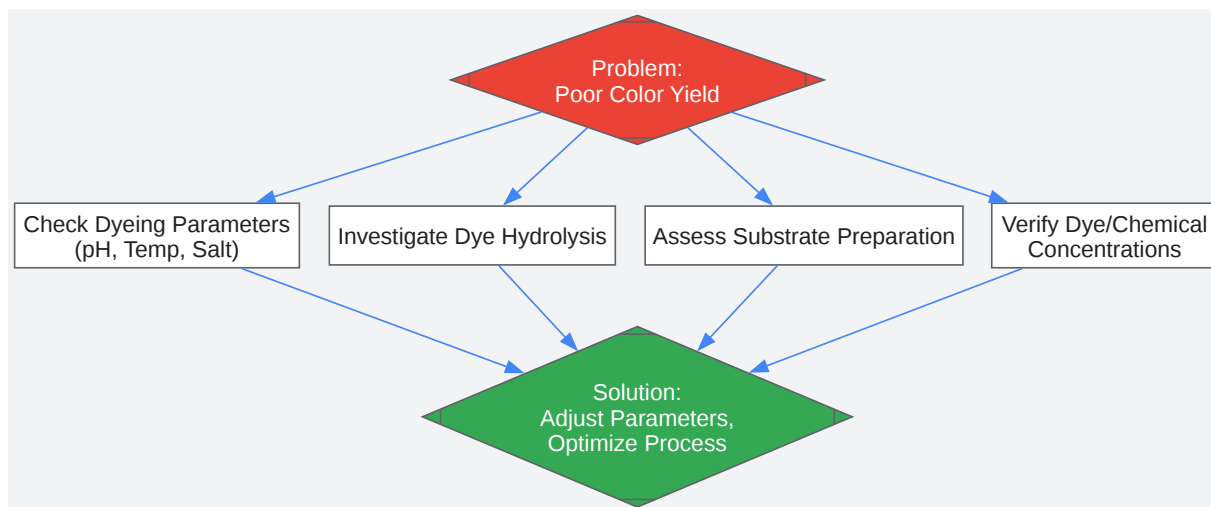 Problem:
Poor Color Yield
Check Dyeing Parameters
(pH, Temp, Salt)
Investigate Dye Hydrolysis
Assess Substrate Preparation
Verify Dye/Chemical
Concentrations
Solution:
Adjust Parameters,
Optimize Process